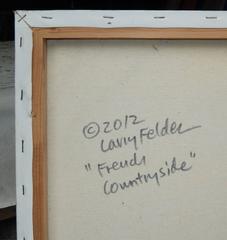 ©2012
Larry Felder
"French
Countryside"